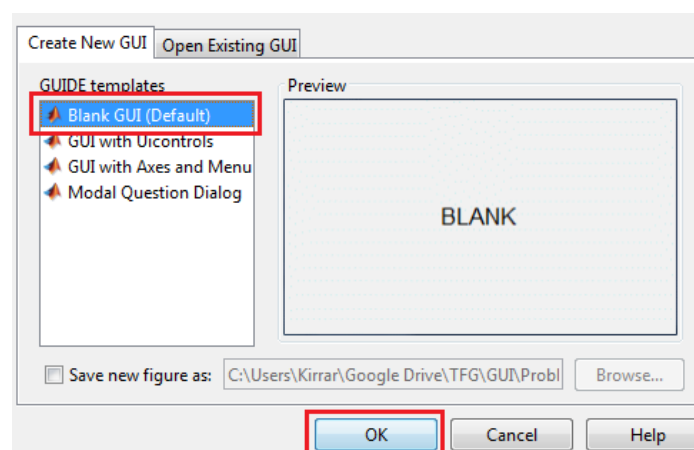 Create New GUI Open Existing GUI
GUIDE templates
Blank GUI (Default)
GUI with Uicontrols
GUI with Axes and Menu
Modal Question Dialog
Preview
BLANK
Save new figure as: C:\Users\Kirrar\Google Drive\TFG\GUI\Probl Browse...
OK Cancel Help